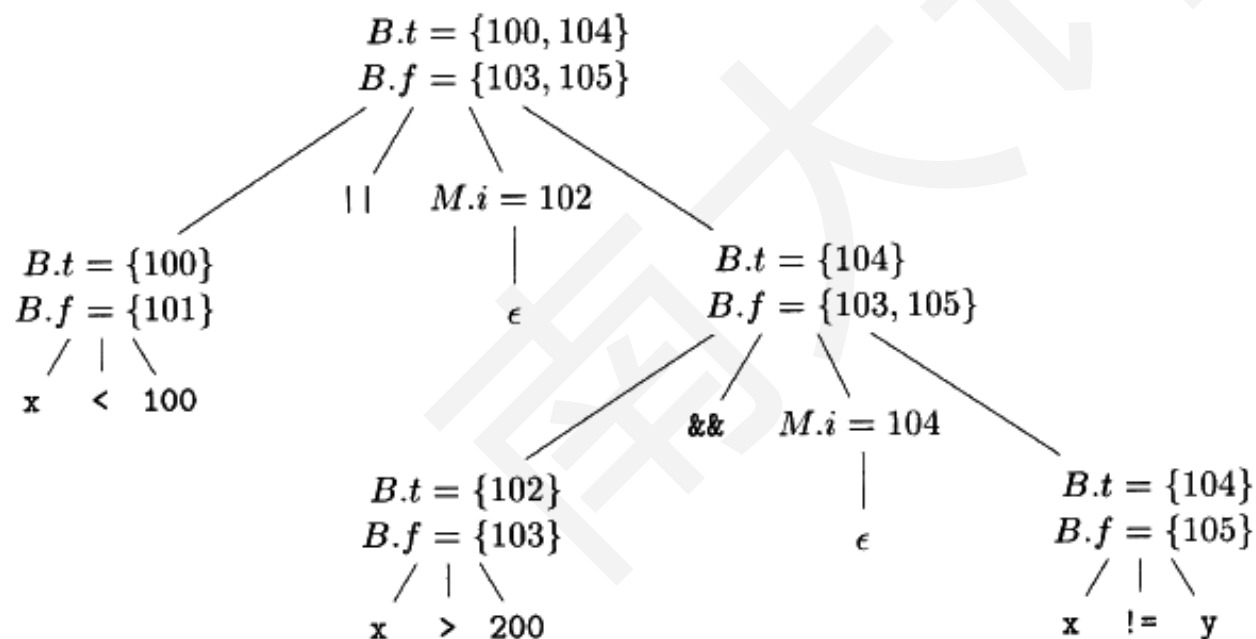 B.t = {100, 104}
B.f = {103, 105}
|| M.i = 102
B.t = {100}
B.f = {101}
ϵ
B.t = {104}
B.f = {103, 105}
x < 100
&& M.i = 104
B.t = {102}
B.f = {103}
ϵ
B.t = {104}
B.f = {105}
x > 200
x != y